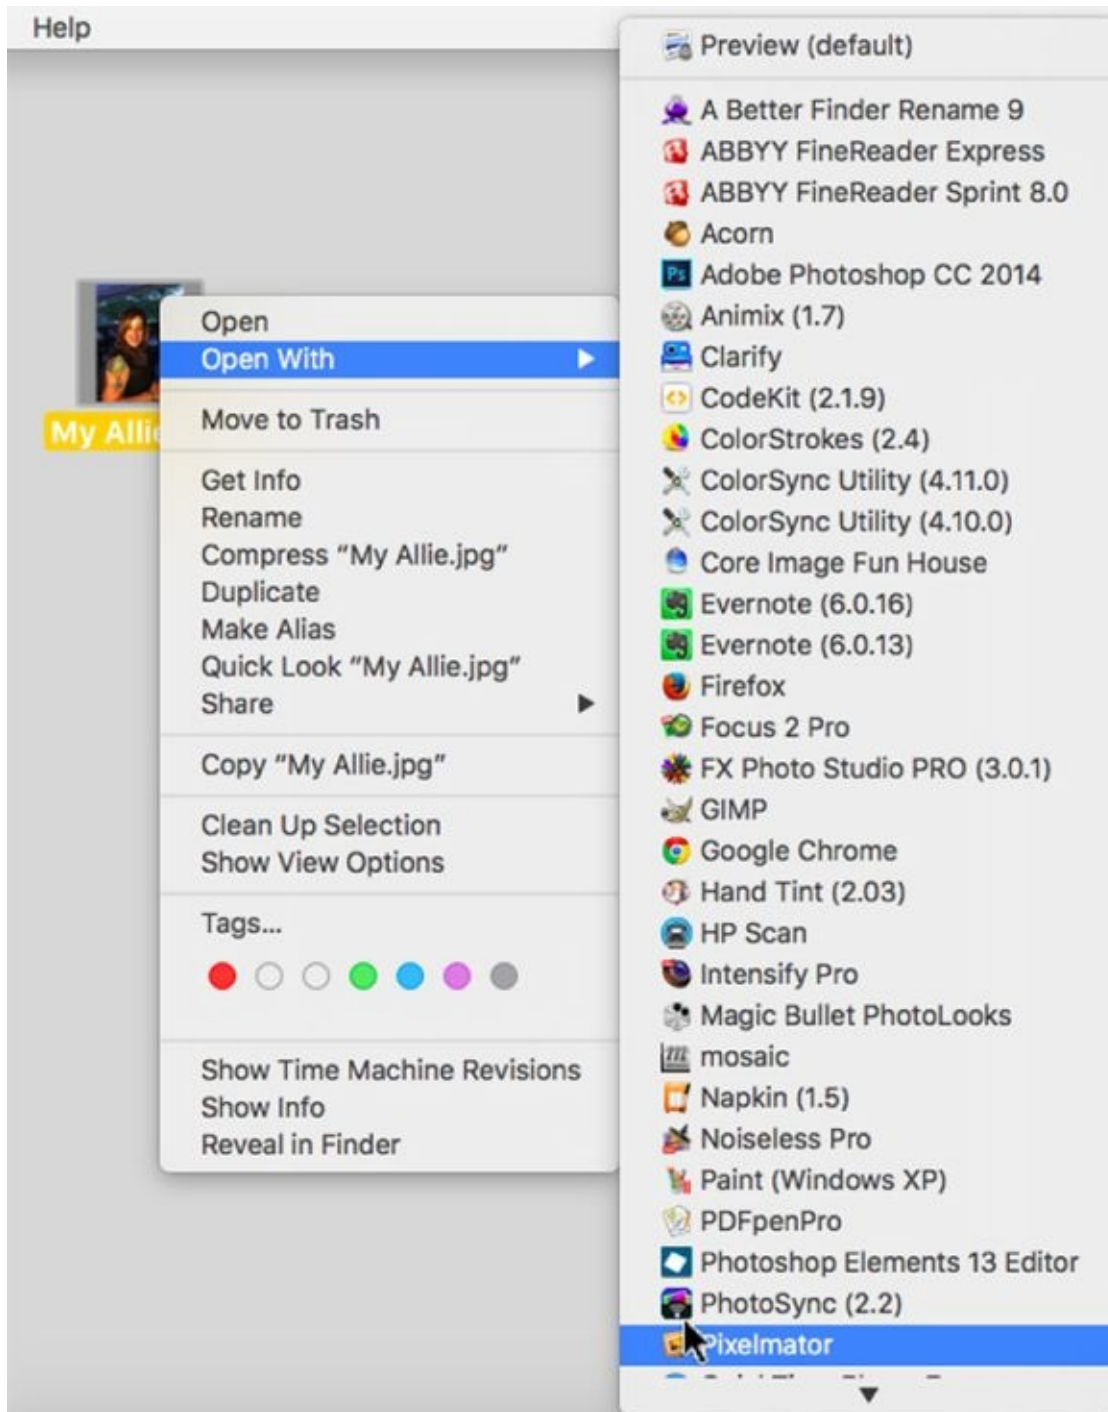 Help
My Allie
Open
Open With
Move to Trash
Get Info
Rename
Compress “My Allie.jpg”
Duplicate
Make Alias
Quick Look “My Allie.jpg”
Share
Copy “My Allie.jpg”
Clean Up Selection
Show View Options
Tags...
Show Time Machine Revisions
Show Info
Reveal in Finder
Preview (default)
A Better Finder Rename 9
ABBYY FineReader Express
ABBYY FineReader Sprint 8.0
Acorn
Ps Adobe Photoshop CC 2014
Animix (1.7)
Clarify
CodeKit (2.1.9)
ColorStrokes (2.4)
ColorSync Utility (4.11.0)
ColorSync Utility (4.10.0)
Core Image Fun House
Evernote (6.0.16)
Evernote (6.0.13)
Firefox
Focus 2 Pro
FX Photo Studio PRO (3.0.1)
GIMP
Google Chrome
Hand Tint (2.03)
HP Scan
Intensify Pro
Magic Bullet PhotoLooks
m mosaic
Napkin (1.5)
Noiseless Pro
Paint (Windows XP)
PDFpenPro
Photoshop Elements 13 Editor
PhotoSync (2.2)
Pixelmator